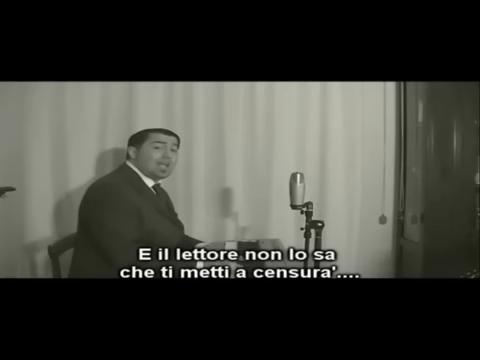 E il lettore non lo sa
che ti metti a censura'....